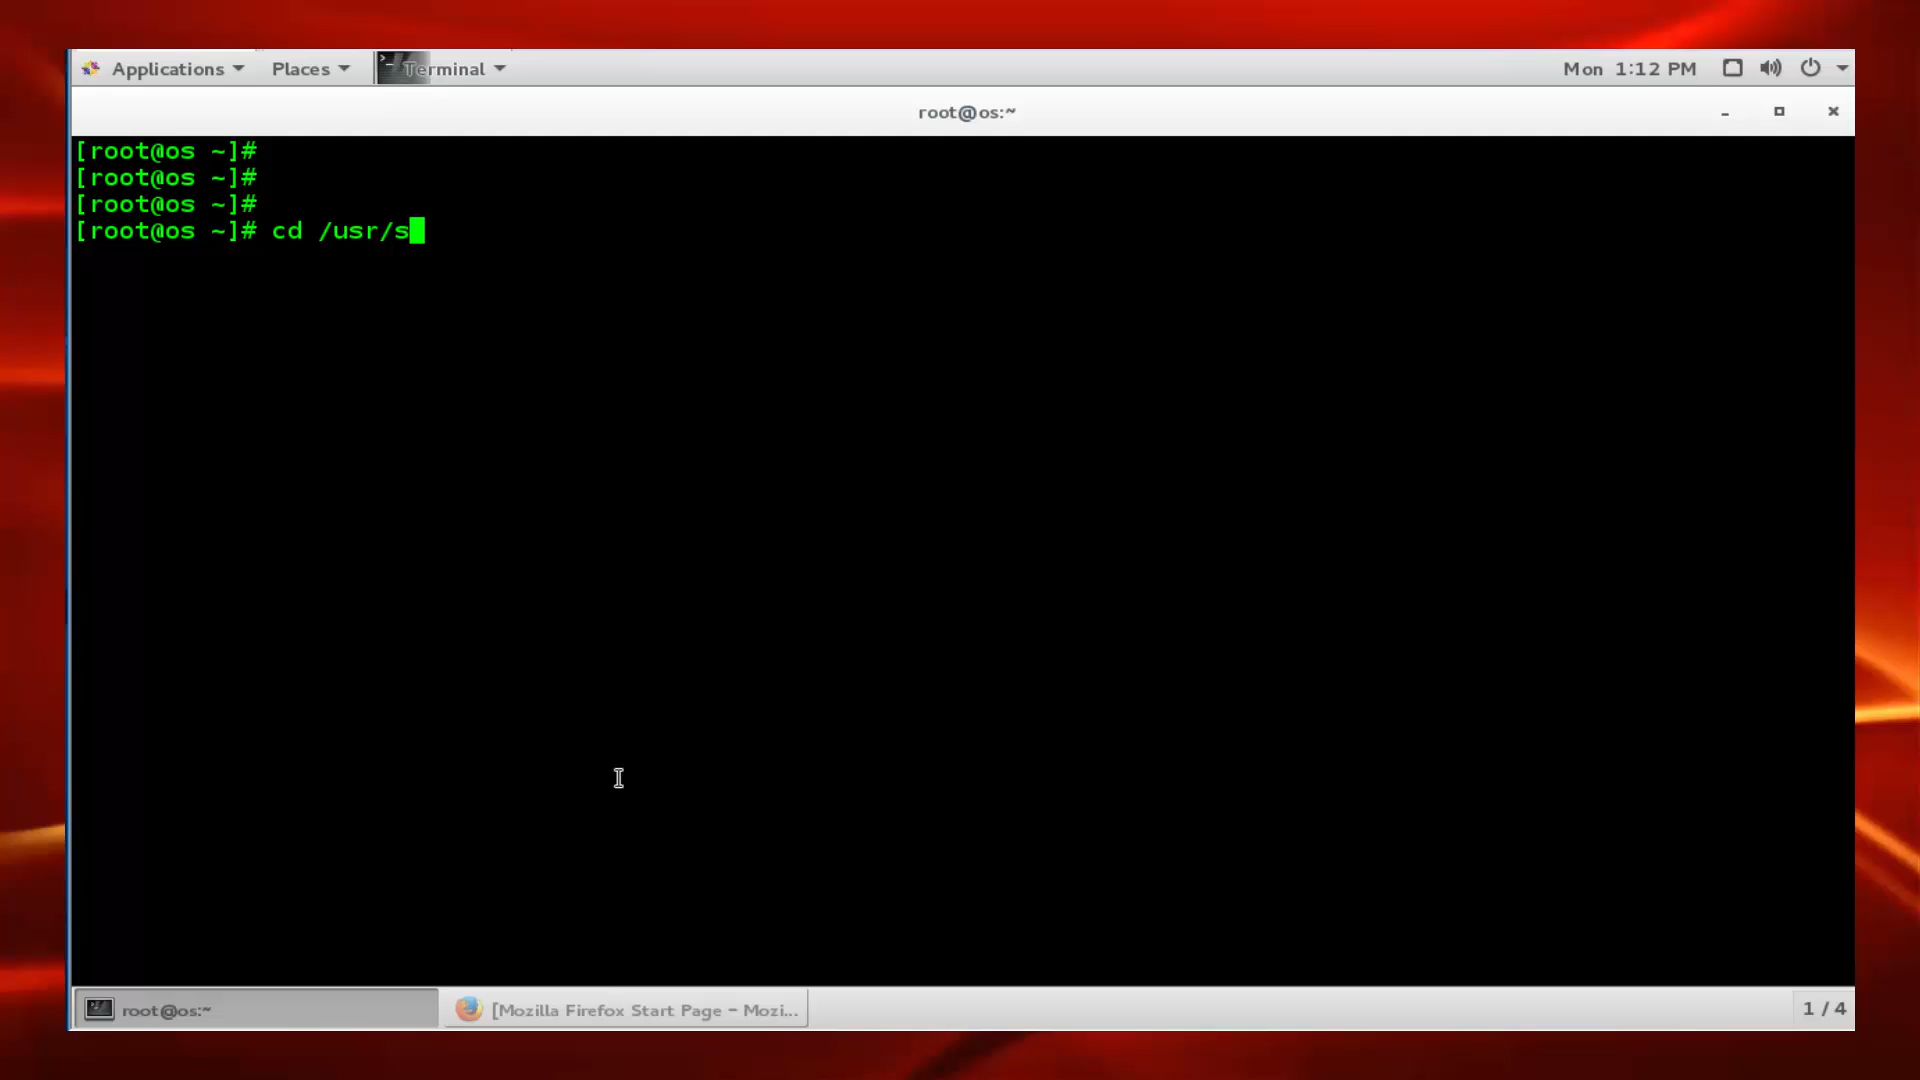 Applications Places Terminal Mon 1:12 PM
root@os:~
[root@os ~]#
[root@os ~]#
[root@os ~]#
[root@os ~]# cd /usr/s
root@os:~ [Mozilla Firefox Start Page - Mozi... 1 / 4